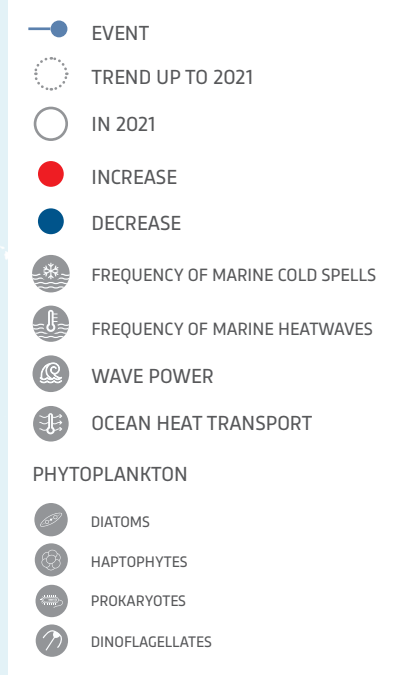 EVENT
TREND UP TO 2021
IN 2021
INCREASE
DECREASE
FREQUENCY OF MARINE COLD SPELLS
FREQUENCY OF MARINE HEATWAVES
WAVE POWER
OCEAN HEAT TRANSPORT
PHYTOPLANKTON
DIATOMS
HAPTOPHYTES
PROKARYOTES
DINOFLAGELLATES